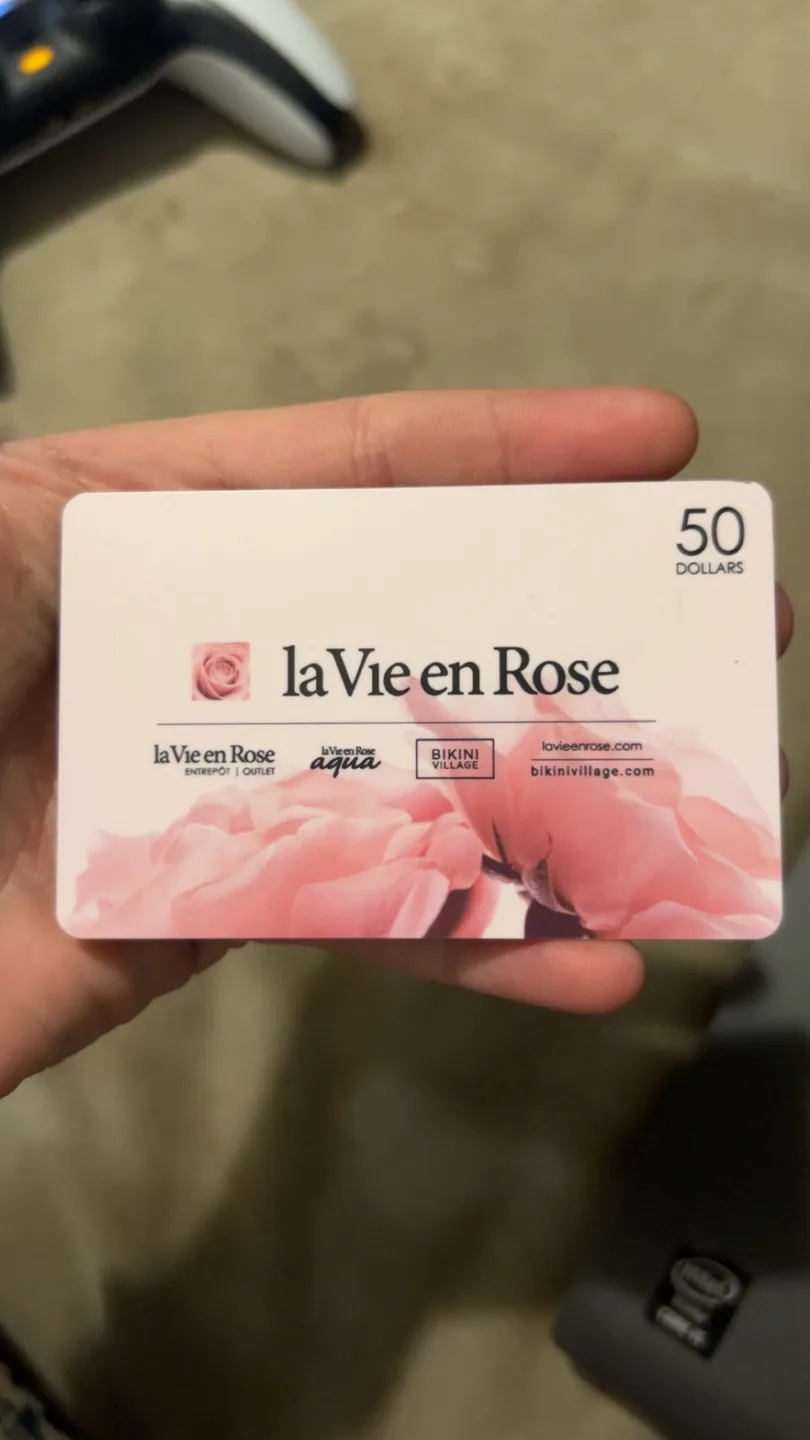 50
DOLLARS
la Vie en Rose
la Vie en Rose
ENTREPÔT | OUTLET
la Vie en Rose
aqua
BIKINI
VILLAGE
lavieenrose.com
bikinivillage.com
intel